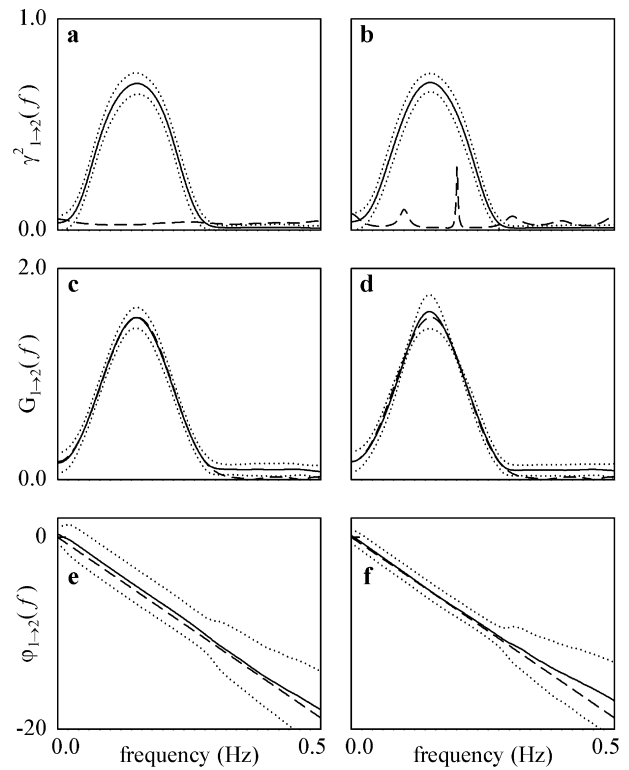 1.0
a
b
γ²1→2(f)
0.0
2.0
c
d
G1→2(f)
0.0
0
e
f
φ1→2(f)
-20
0.0 frequency (Hz) 0.5
0.0 frequency (Hz) 0.5